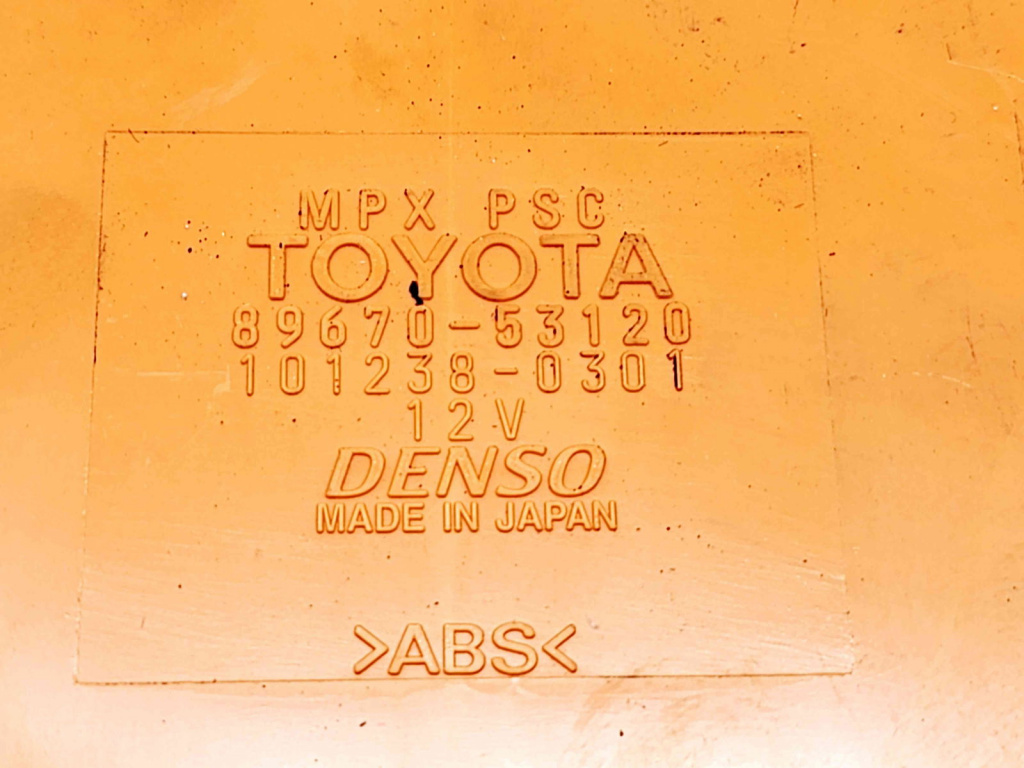 MPX PSC
TOYOTA
89670-53120
101238-0301
12V
DENSO
MADE IN JAPAN
>ABS<